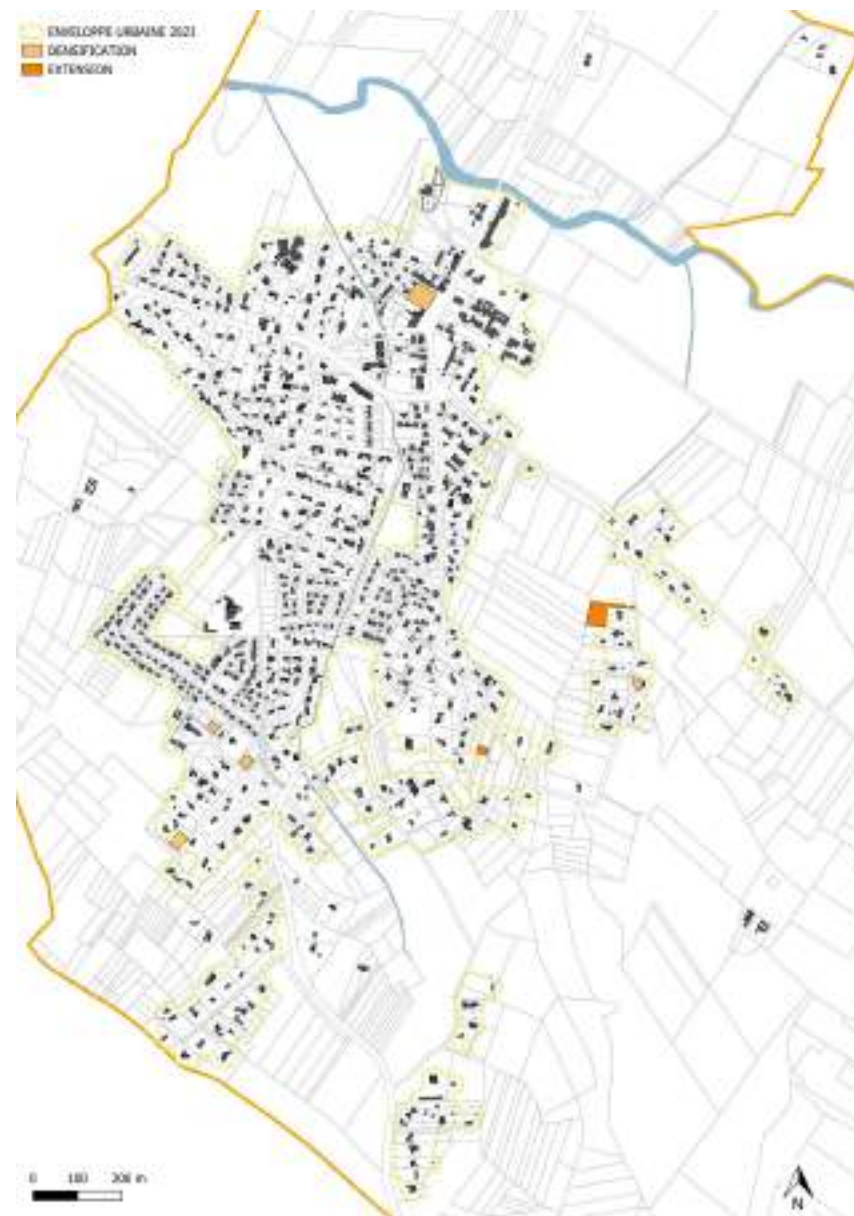 ENVELOPPE URBAINE 2021
DENSIFICATION
EXTENSION
0 100 200 m
N